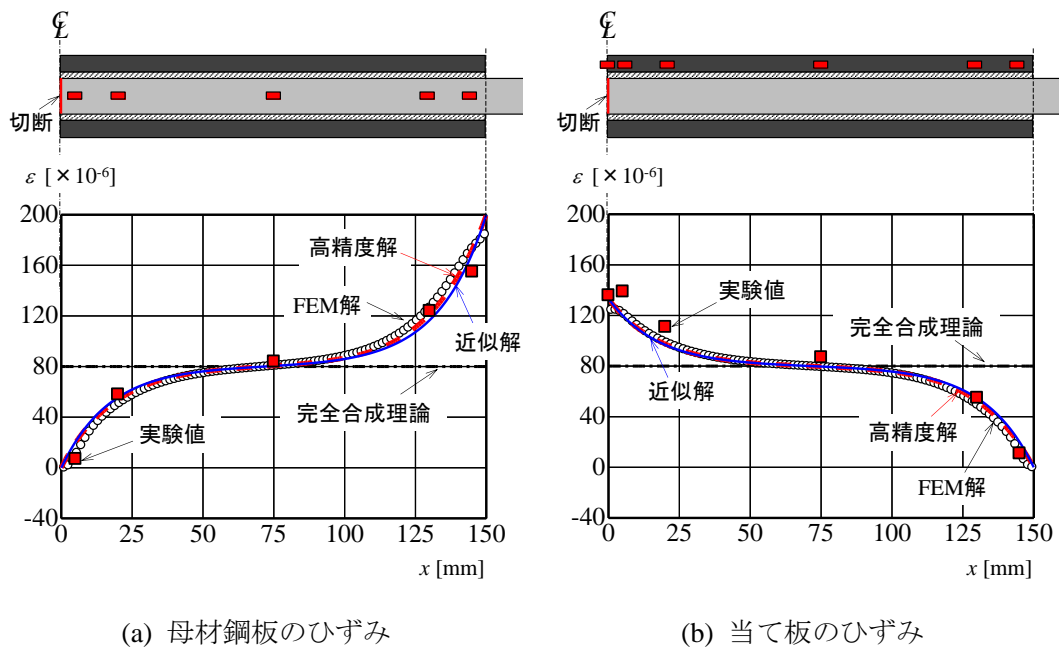 ℄
切断
ε [×10-6]
200
160
120
80
40
0
-40
0
25
50
75
100
125
150
x [mm]
高精度解
FEM解
近似解
完全合成理論
実験値
(a) 母材鋼板のひずみ
℄
切断
ε [×10-6]
200
160
120
80
40
0
-40
0
25
50
75
100
125
150
x [mm]
実験値
完全合成理論
近似解
高精度解
FEM解
(b) 当て板のひずみ